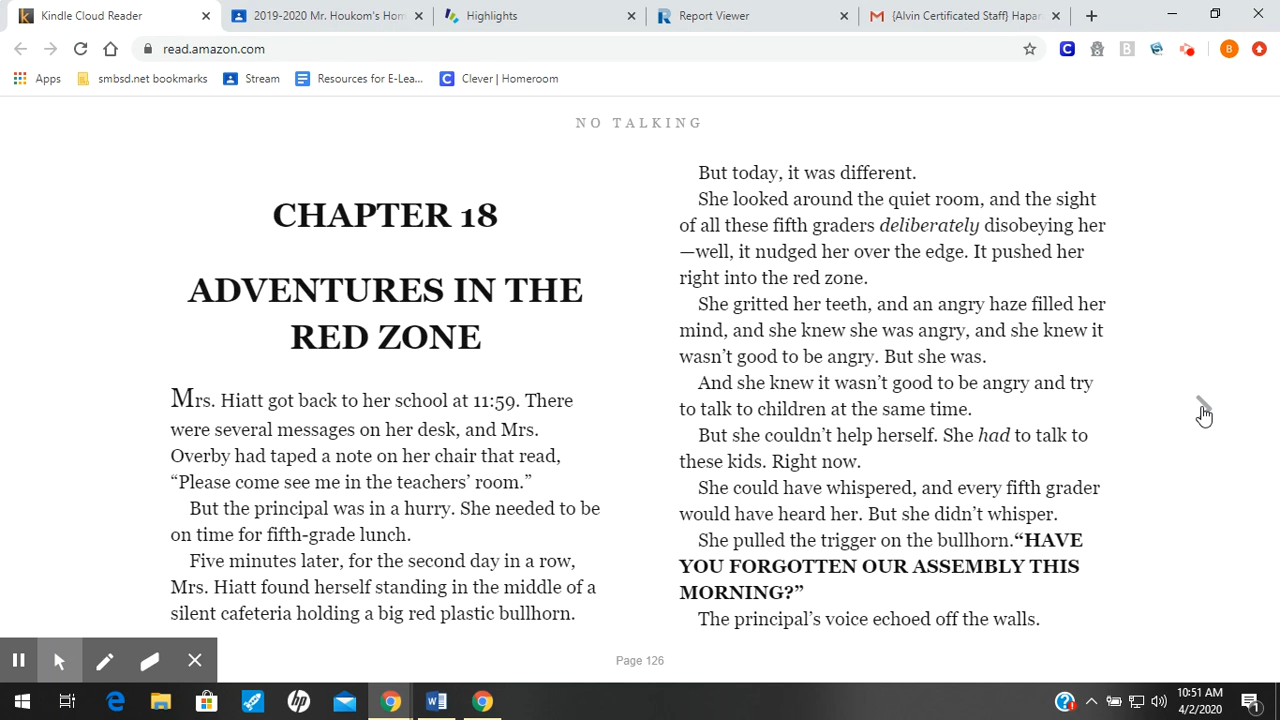 Kindle Cloud Reader
2019-2020 Mr. Houkom's Hom
Highlights
Report Viewer
{Alvin Certificated Staff} Hapar
read.amazon.com
Apps
smbsd.net bookmarks
Stream
Resources for E-Lea...
Clever | Homeroom
NO TALKING
CHAPTER 18
ADVENTURES IN THE
RED ZONE
Mrs. Hiatt got back to her school at 11:59. There
were several messages on her desk, and Mrs.
Overby had taped a note on her chair that read,
“Please come see me in the teachers’ room.”
But the principal was in a hurry. She needed to be
on time for fifth-grade lunch.
Five minutes later, for the second day in a row,
Mrs. Hiatt found herself standing in the middle of a
silent cafeteria holding a big red plastic bullhorn.
But today, it was different.
She looked around the quiet room, and the sight
of all these fifth graders deliberately disobeying her
—well, it nudged her over the edge. It pushed her
right into the red zone.
She gritted her teeth, and an angry haze filled her
mind, and she knew she was angry, and she knew it
wasn’t good to be angry. But she was.
And she knew it wasn’t good to be angry and try
to talk to children at the same time.
But she couldn’t help herself. She had to talk to
these kids. Right now.
She could have whispered, and every fifth grader
would have heard her. But she didn’t whisper.
She pulled the trigger on the bullhorn.“HAVE
YOU FORGOTTEN OUR ASSEMBLY THIS
MORNING?”
The principal’s voice echoed off the walls.
Page 126
10:51 AM
4/2/2020